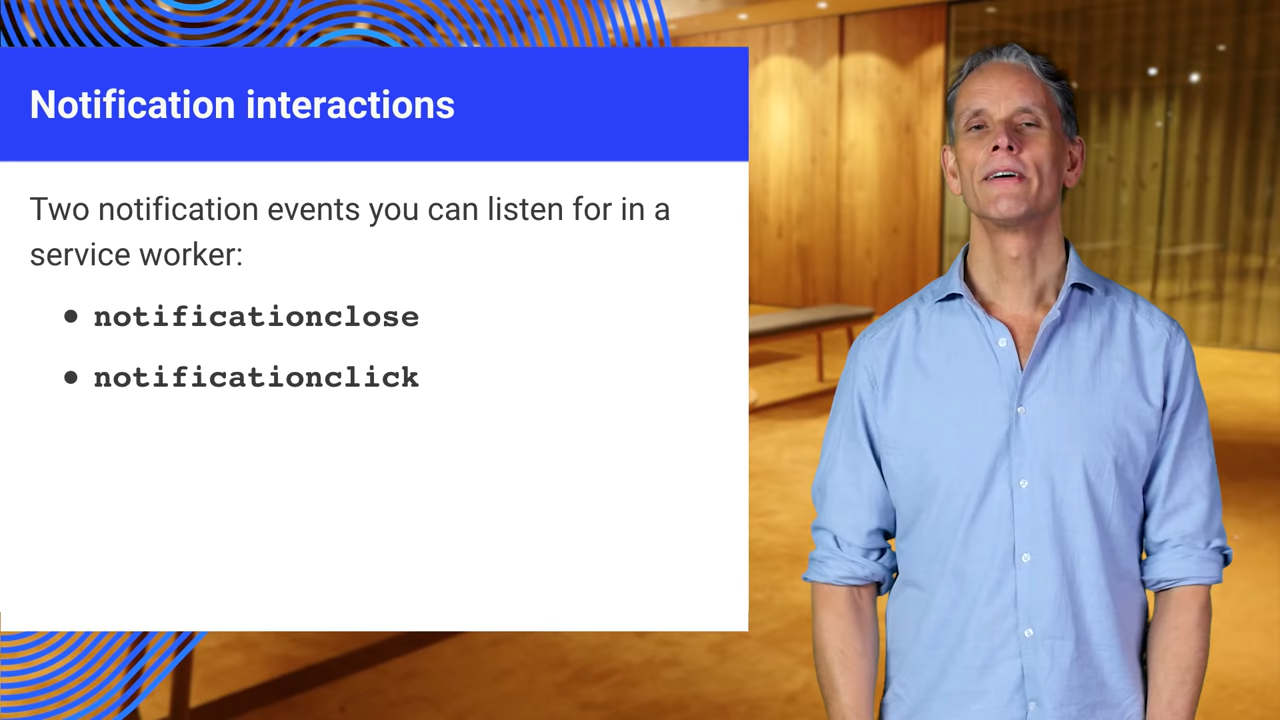 Notification interactions
Two notification events you can listen for in a
service worker:
● notificationclose
● notificationclick